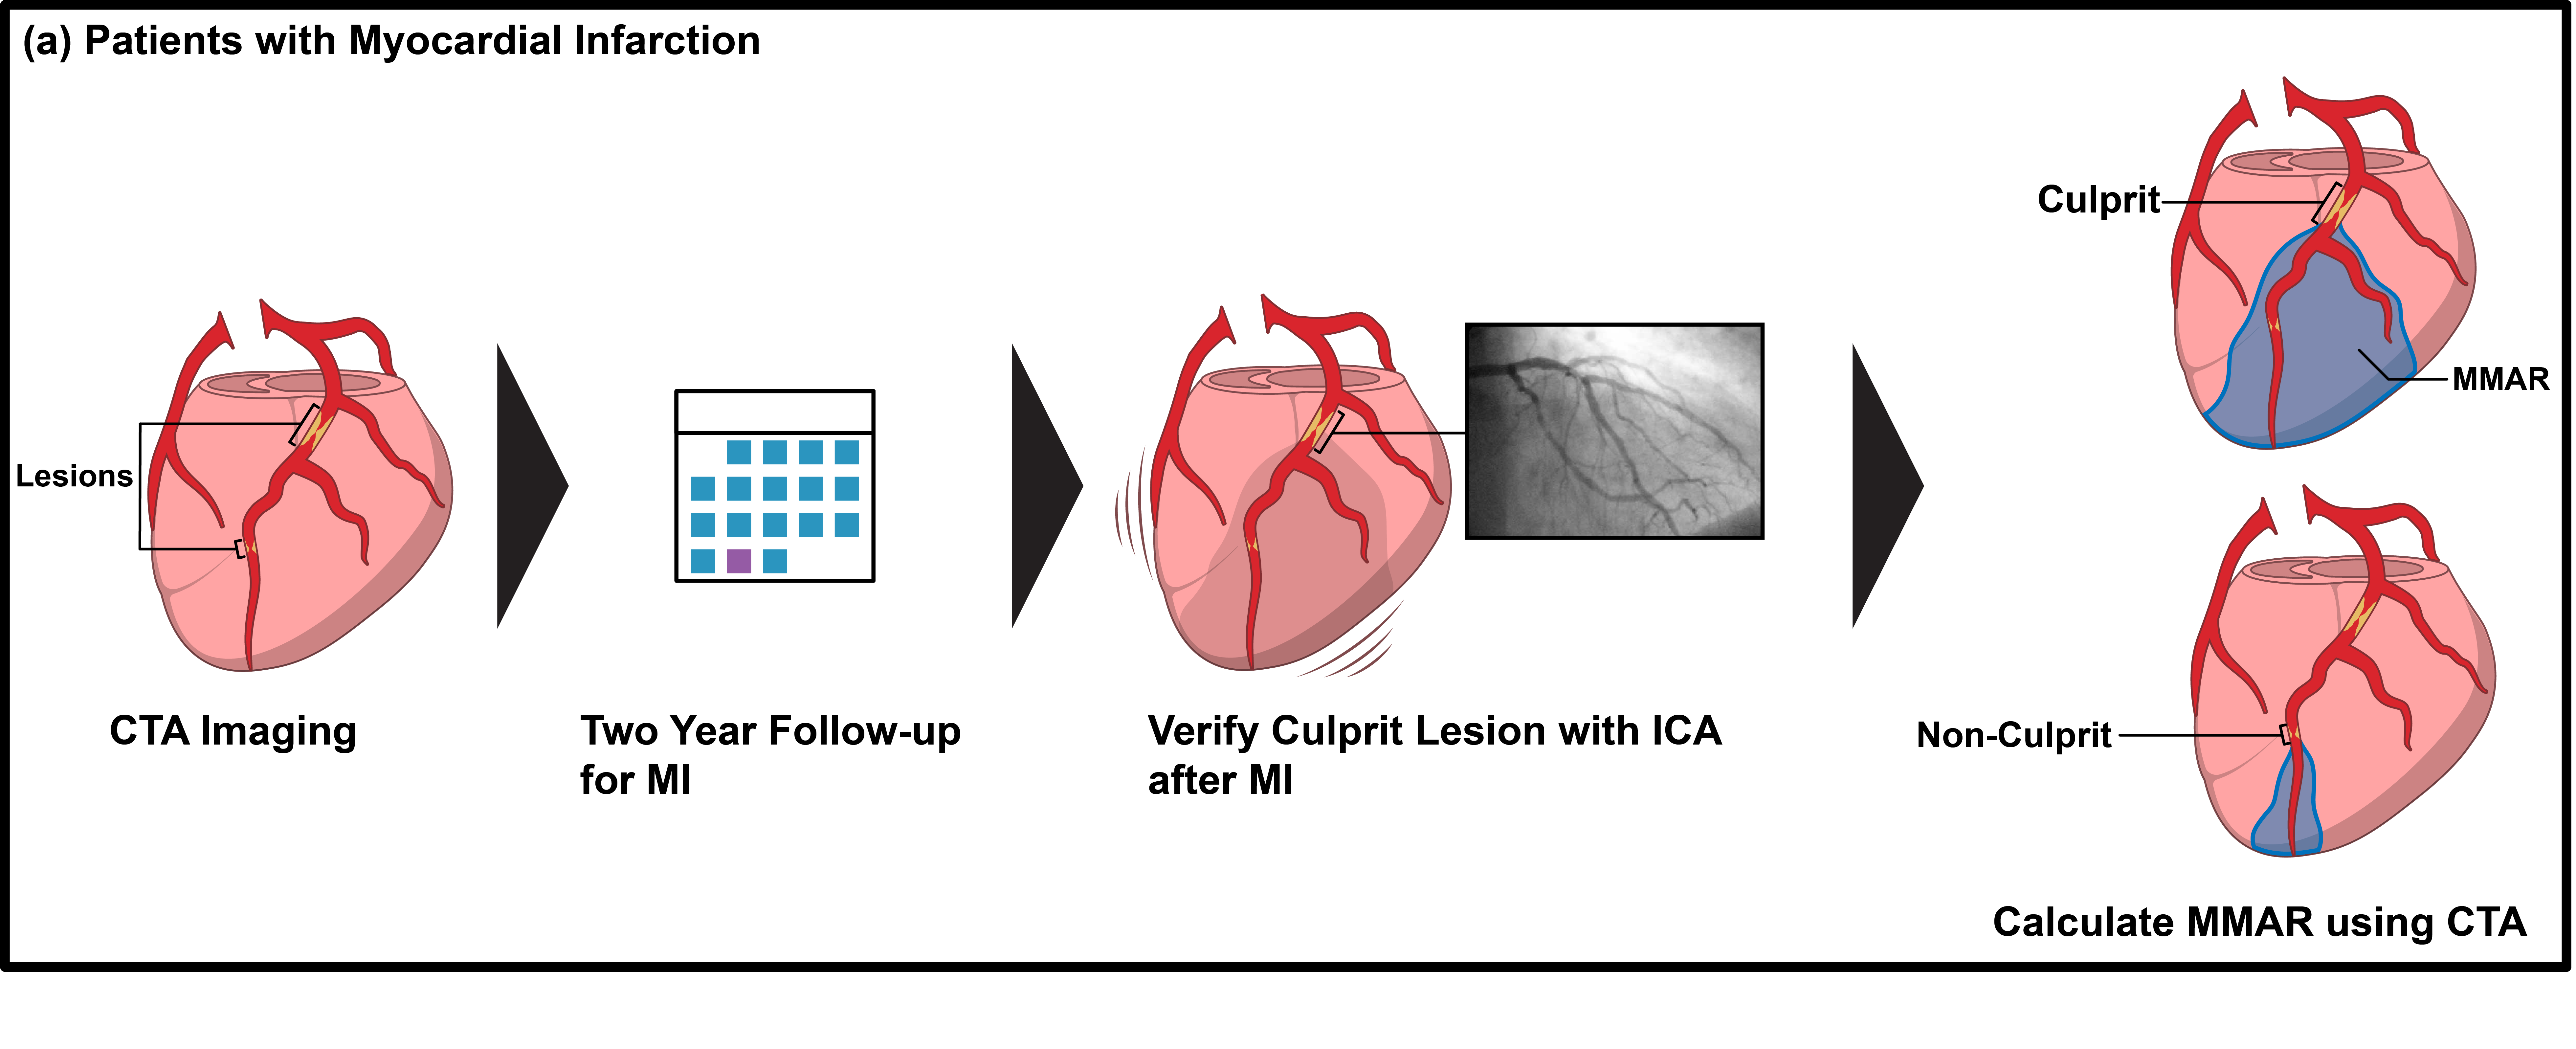 (a) Patients with Myocardial Infarction
Lesions
CTA Imaging
Two Year Follow-up
for MI
Verify Culprit Lesion with ICA
after MI
Culprit
MMAR
Non-Culprit
Calculate MMAR using CTA